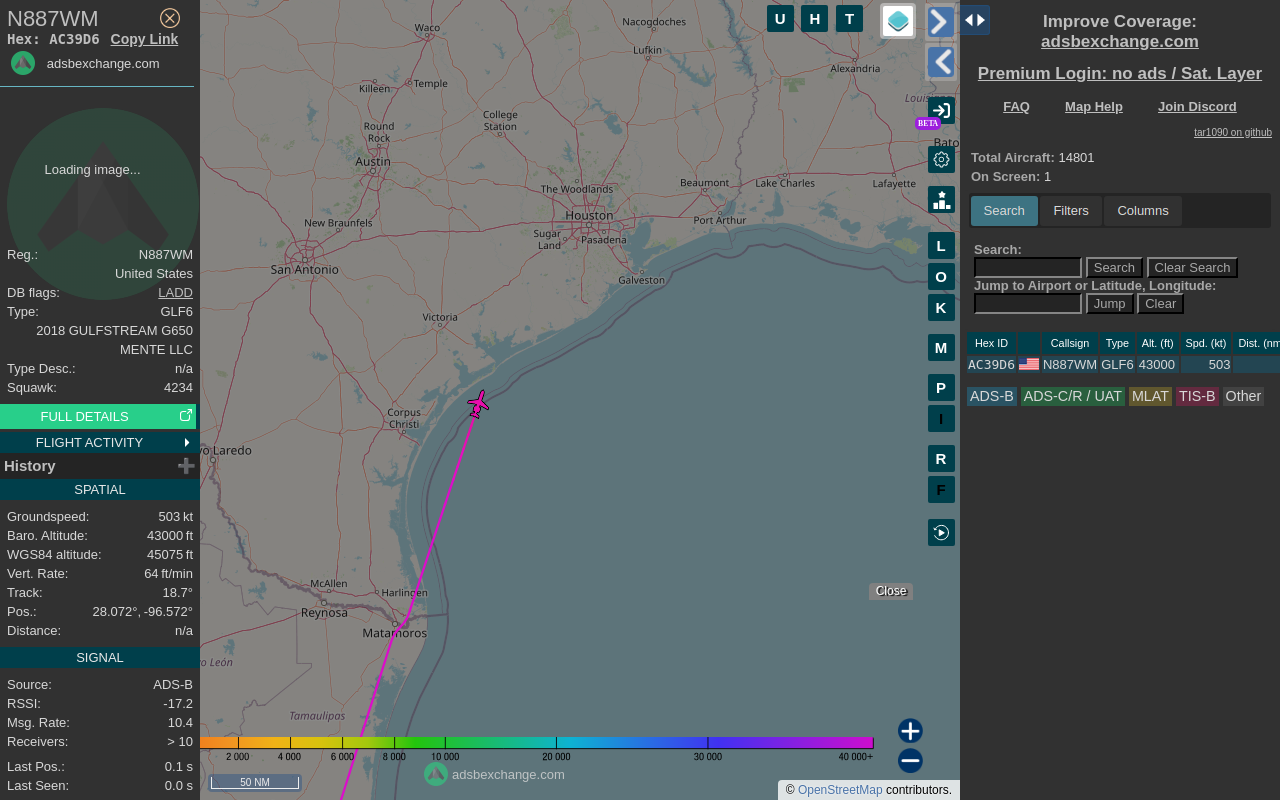 N887WM
Hex: AC39D6 Copy Link
adsbexchange.com
Loading image...
Reg.: N887WM
United States
DB flags: LADD
Type: GLF6
2018 GULFSTREAM G650
MENTE LLC
Type Desc.: n/a
Squawk: 4234
FULL DETAILS
FLIGHT ACTIVITY
History
SPATIAL
Groundspeed: 503 kt
Baro. Altitude: 43000 ft
WGS84 altitude: 45075 ft
Vert. Rate: 64 ft/min
Track: 18.7°
Pos.: 28.072°, -96.572°
Distance: n/a
SIGNAL
Source: ADS-B
RSSI: -17.2
Msg. Rate: 10.4
Receivers: > 10
Last Pos.: 0.1 s
Last Seen: 0.0 s
Waco
Nacogdoches
Lufkin
Alexandria
Killeen
Temple
College
Station
Round
Rock
Austin
The Woodlands
Beaumont
Lake Charles
Lafayette
Houston
Port Arthur
New Braunfels
Sugar
Land
Pasadena
San Antonio
Galveston
Victoria
Corpus
Christi
vo Laredo
McAllen
Harlingen
Reynosa
Matamoros
vo León
Tamaulipas
Louisian
Bato
U H T
BETA
L
O
K
M
P
I
R
F
Close
2 000 4 000 6 000 8 000 10 000 20 000 30 000 40 000+
50 NM
adsbexchange.com
© OpenStreetMap contributors.
Improve Coverage:
adsbexchange.com
Premium Login: no ads / Sat. Layer
FAQ Map Help Join Discord
tar1090 on github
Total Aircraft: 14801
On Screen: 1
Search Filters Columns
Search:
Search Clear Search
Jump to Airport or Latitude, Longitude:
Jump Clear
Hex ID Callsign Type Alt. (ft) Spd. (kt) Dist. (nm
AC39D6 N887WM GLF6 43000 503
ADS-B ADS-C/R / UAT MLAT TIS-B Other